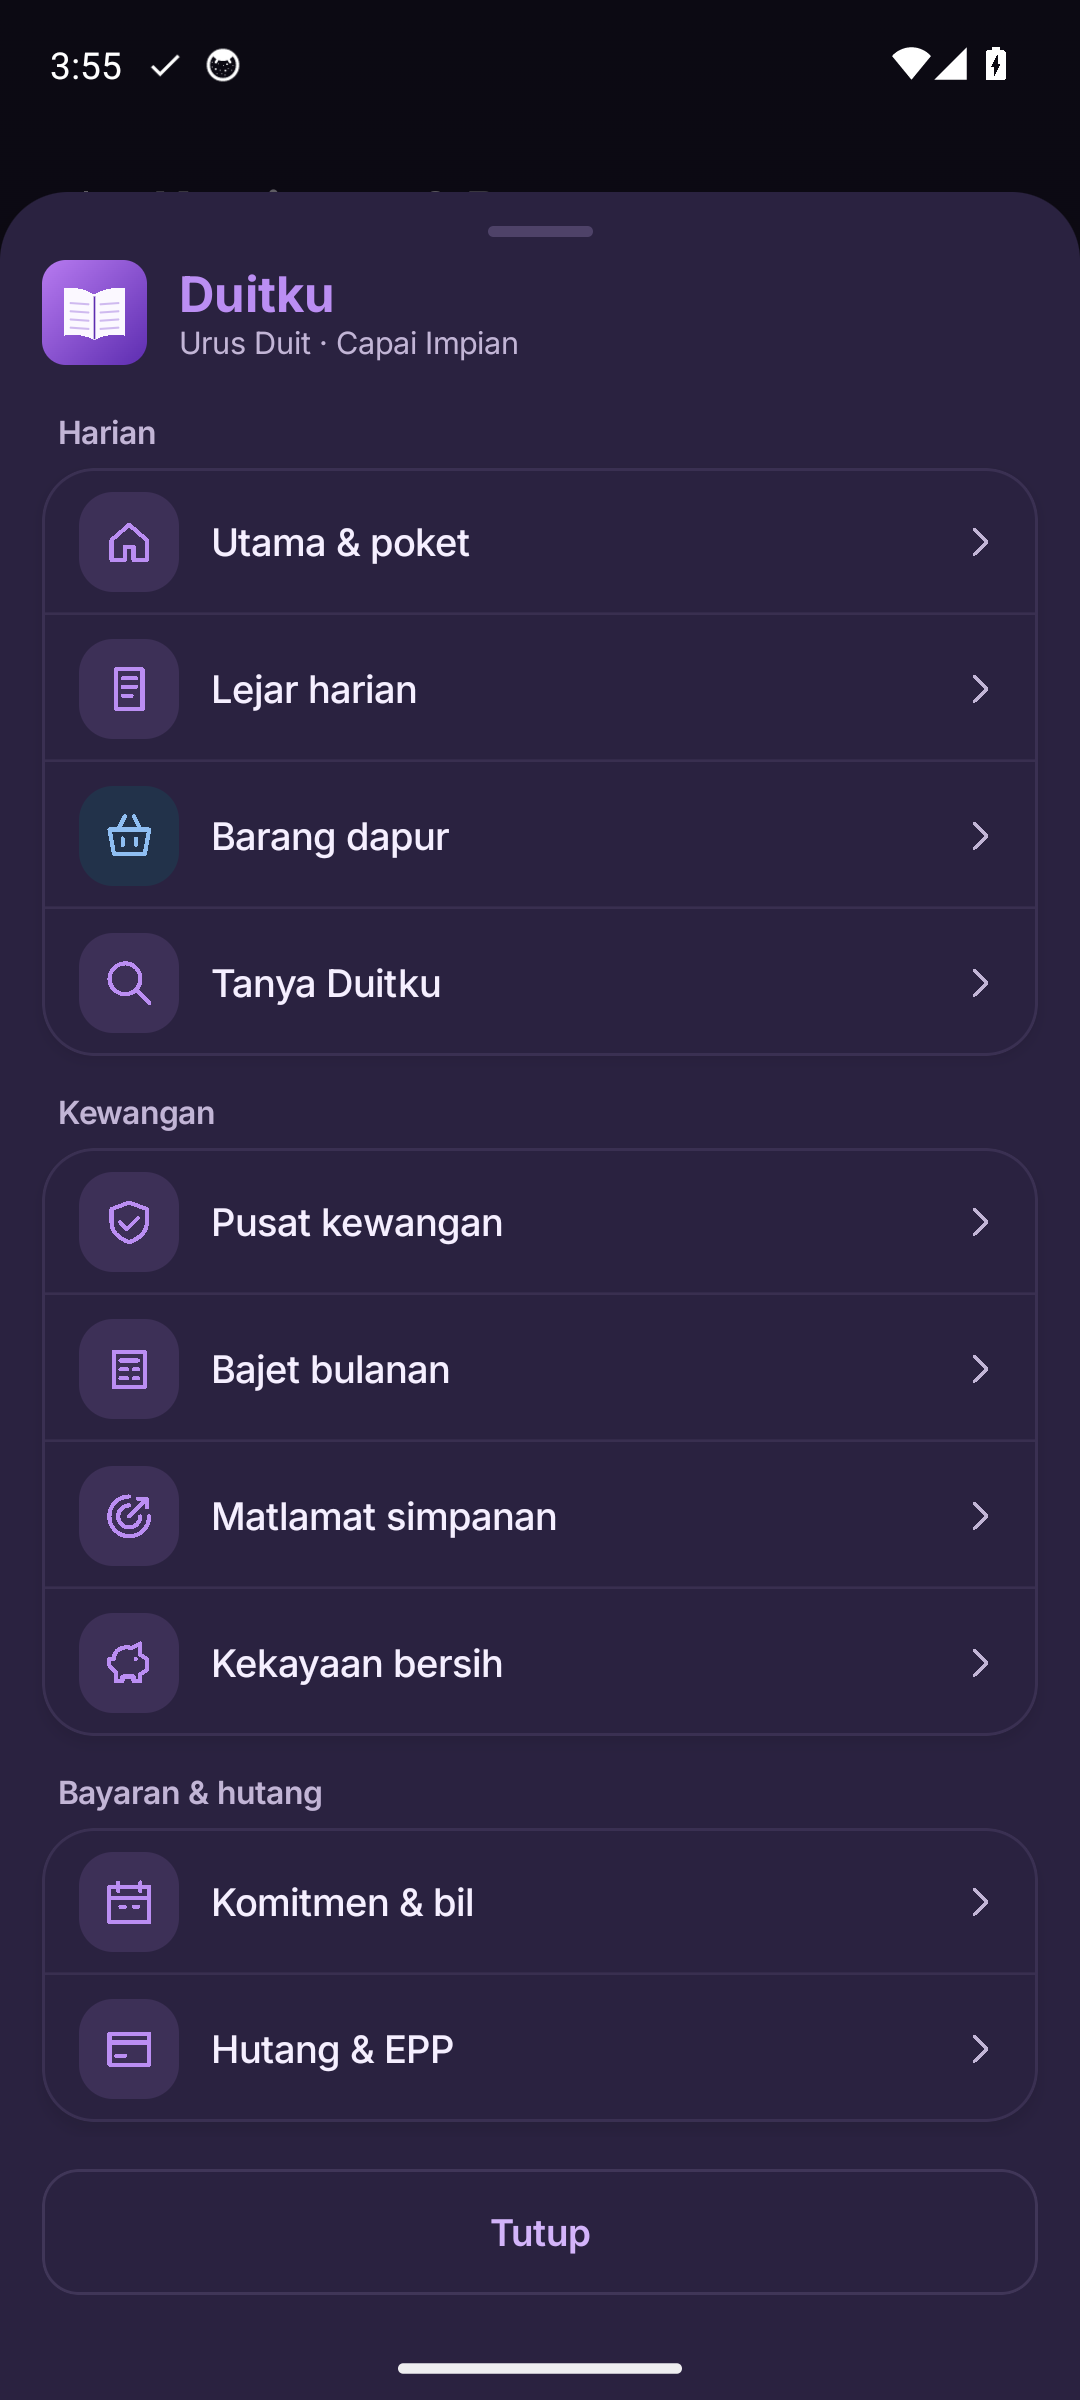 3:55
Duitku
Urus Duit · Capai Impian
Harian
Utama & poket
Lejar harian
Barang dapur
Tanya Duitku
Kewangan
Pusat kewangan
Bajet bulanan
Matlamat simpanan
Kekayaan bersih
Bayaran & hutang
Komitmen & bil
Hutang & EPP
Tutup